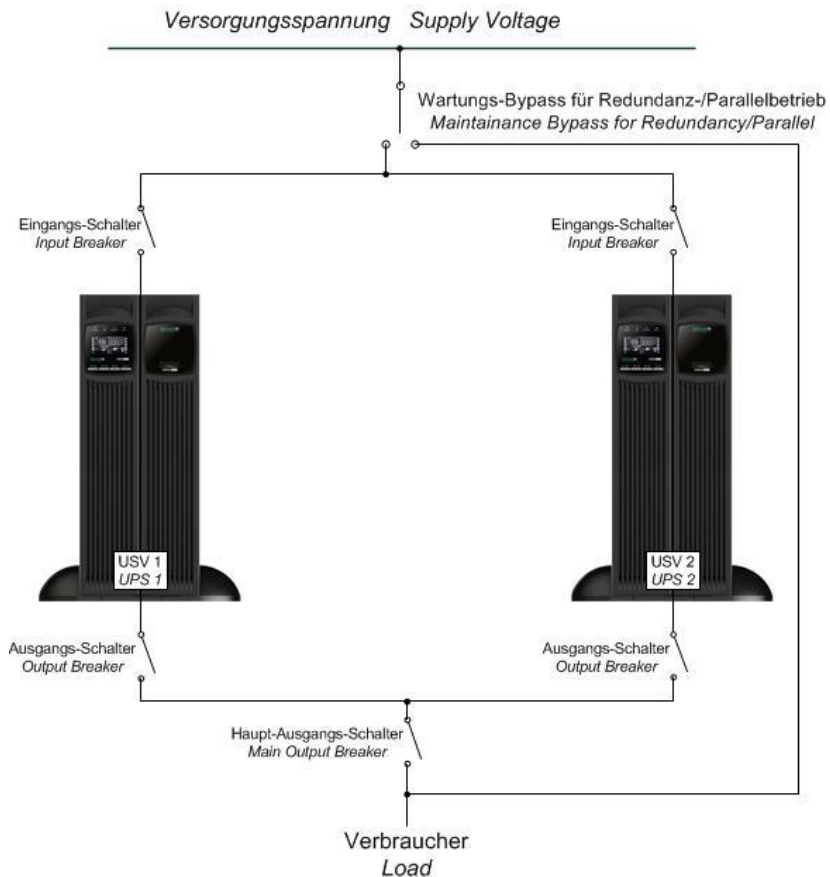 Versorgungsspannung Supply Voltage
Wartungs-Bypass für Redundanz-/Parallelbetrieb
Maintainance Bypass for Redundancy/Parallel
Eingangs-Schalter
Input Breaker
Eingangs-Schalter
Input Breaker
USV 1
UPS 1
USV 2
UPS 2
Ausgangs-Schalter
Output Breaker
Ausgangs-Schalter
Output Breaker
Haupt-Ausgangs-Schalter
Main Output Breaker
Verbraucher
Load